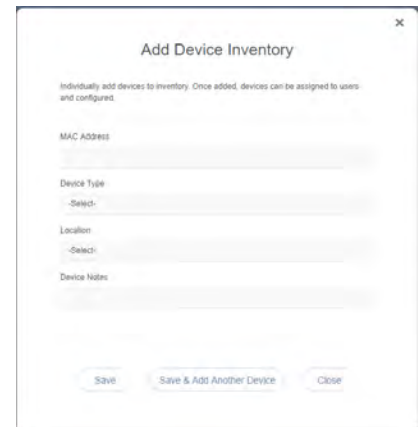 ×
Add Device Inventory
Individually add devices to inventory. Once added, devices can be assigned to users
and configured.
MAC Address
Device Type
-Select-
Location
-Select-
Device Notes
Save
Save & Add Another Device
Close